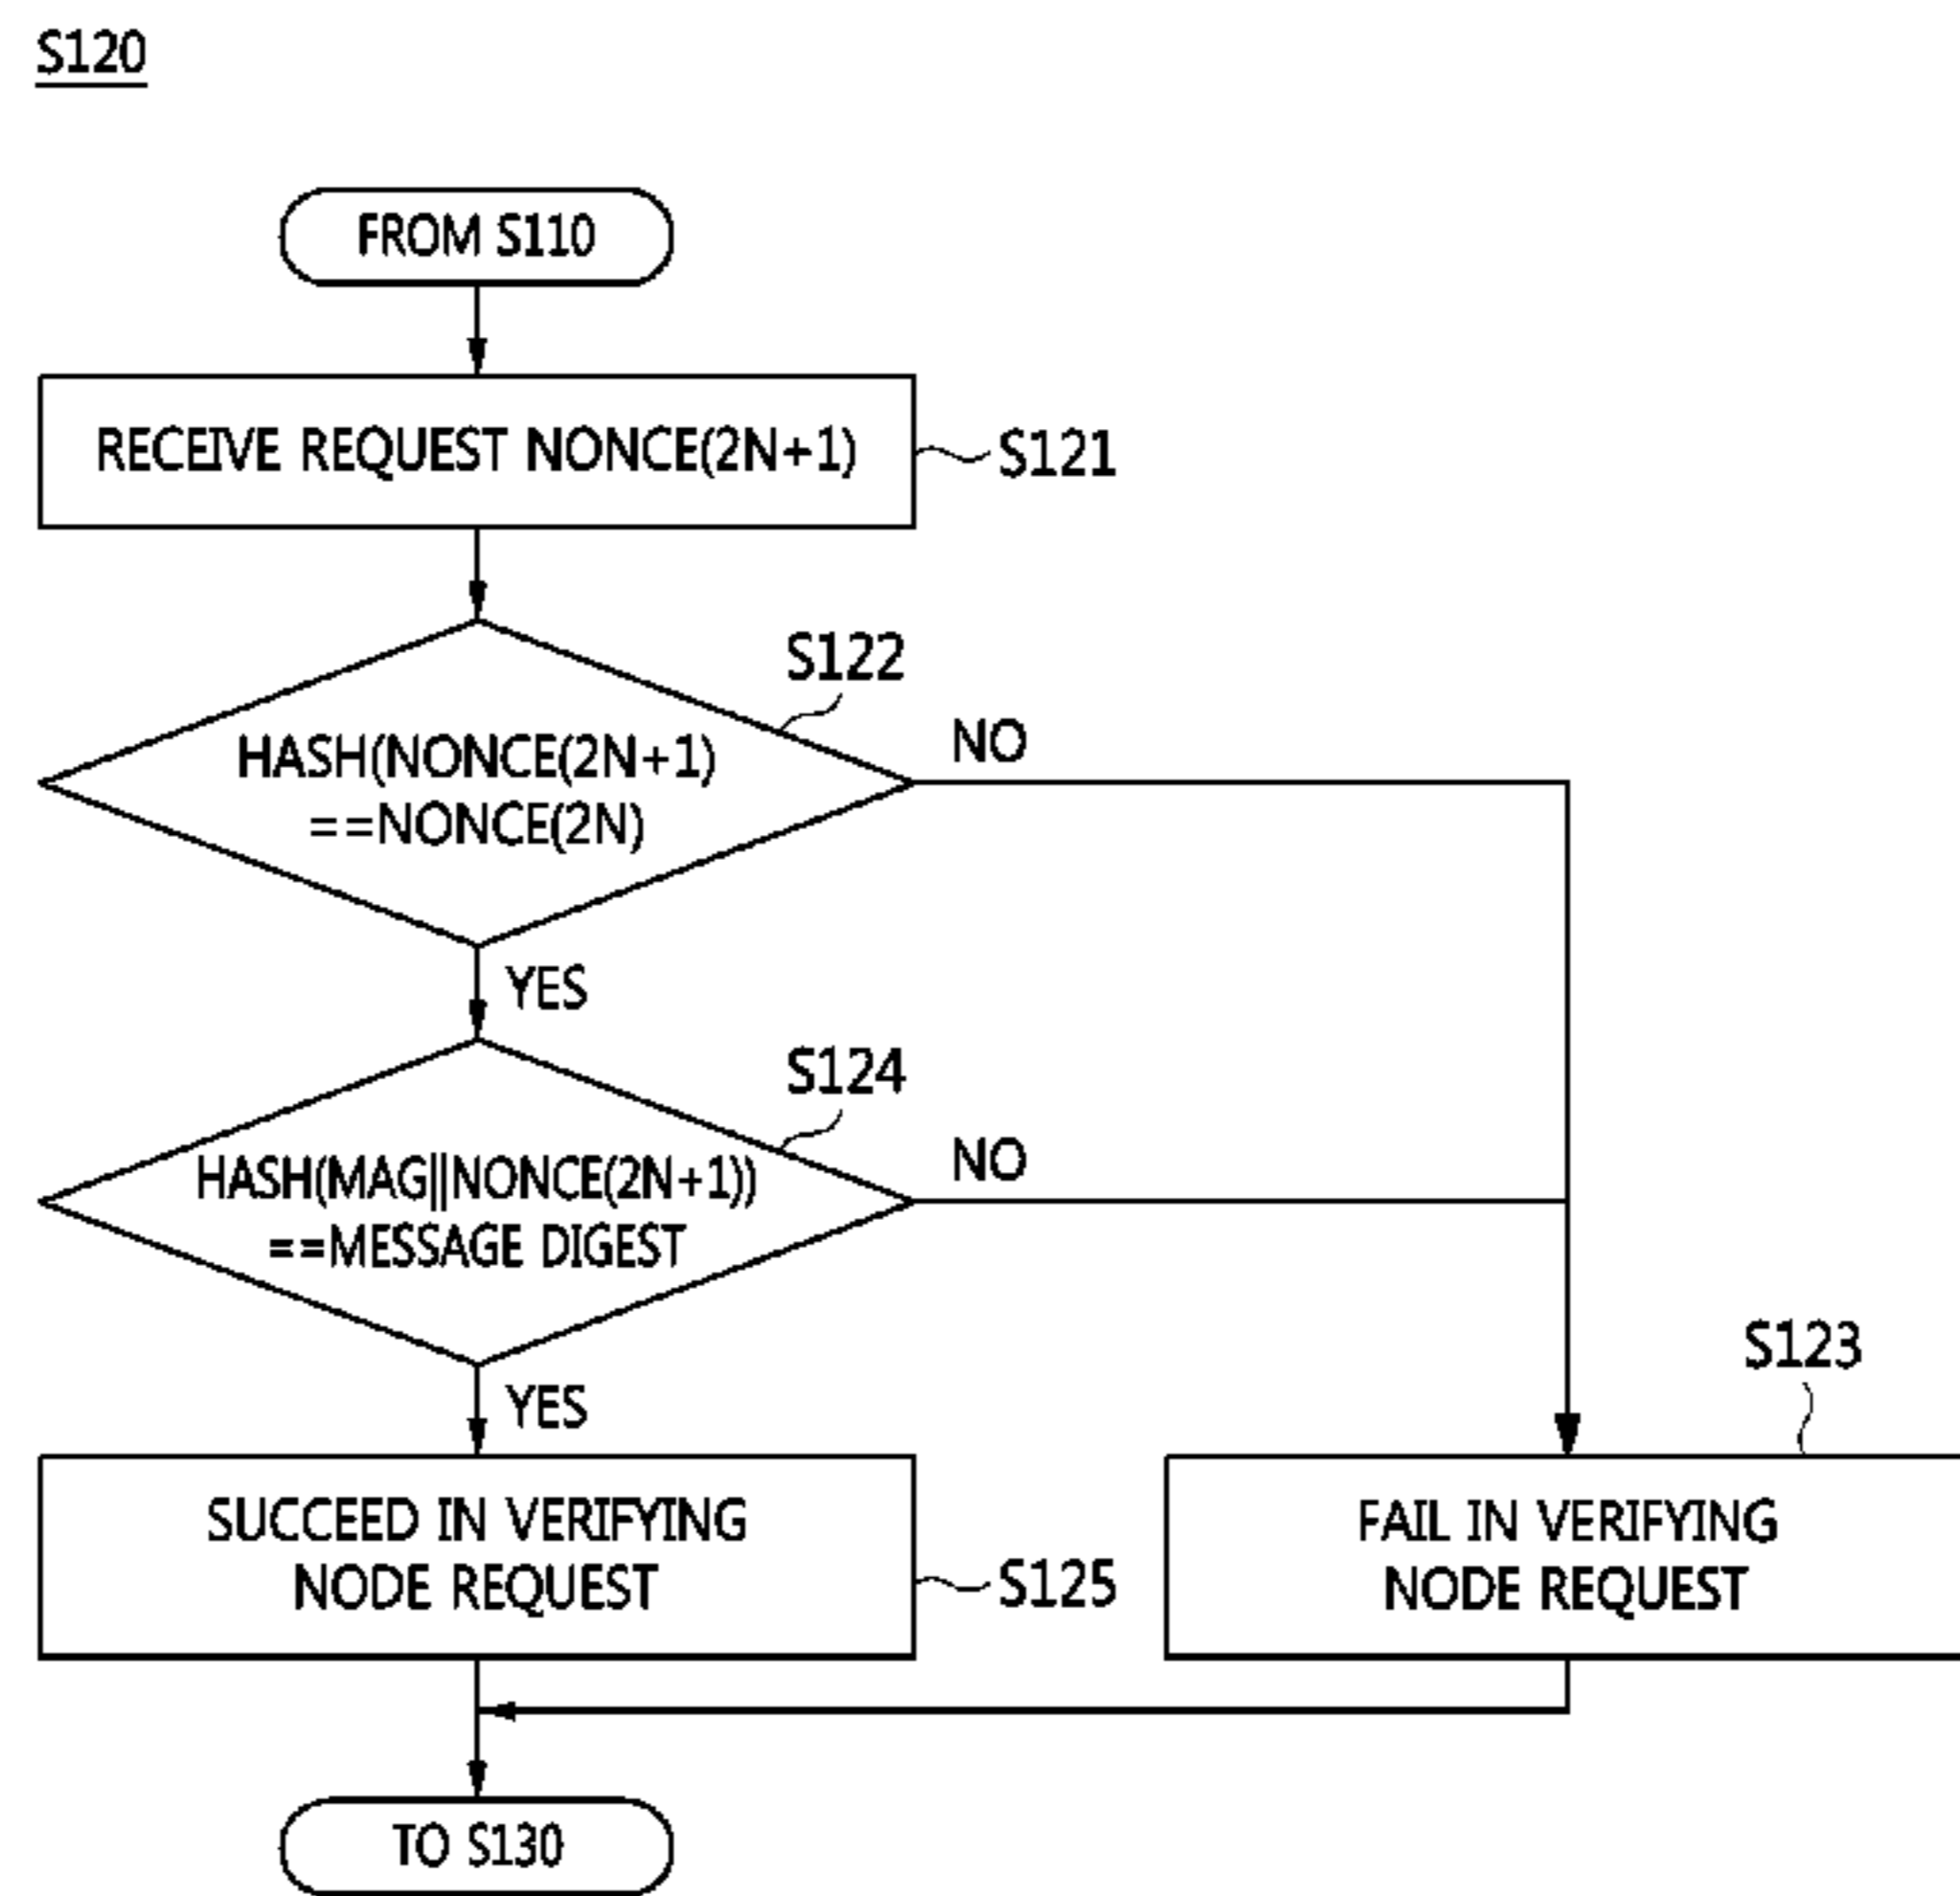 S120
FROM S110
RECEIVE REQUEST NONCE(2N+1)
S121
S122
HASH(NONCE(2N+1)
==NONCE(2N)
NO
YES
S124
HASH(MAG||NONCE(2N+1))
==MESSAGE DIGEST
NO
YES
S123
SUCCEED IN VERIFYING
NODE REQUEST
S125
FAIL IN VERIFYING
NODE REQUEST
TO S130